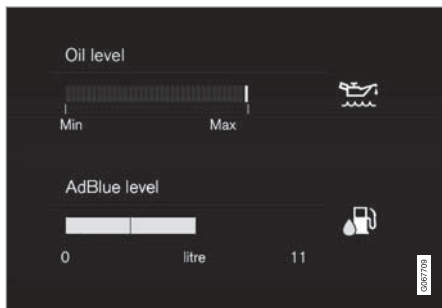 Oil level
Min Max
AdBlue level
0 litre 11
G067709